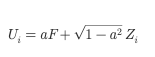 $U_i = aF + \sqrt{1 - a^2}\, Z_i$